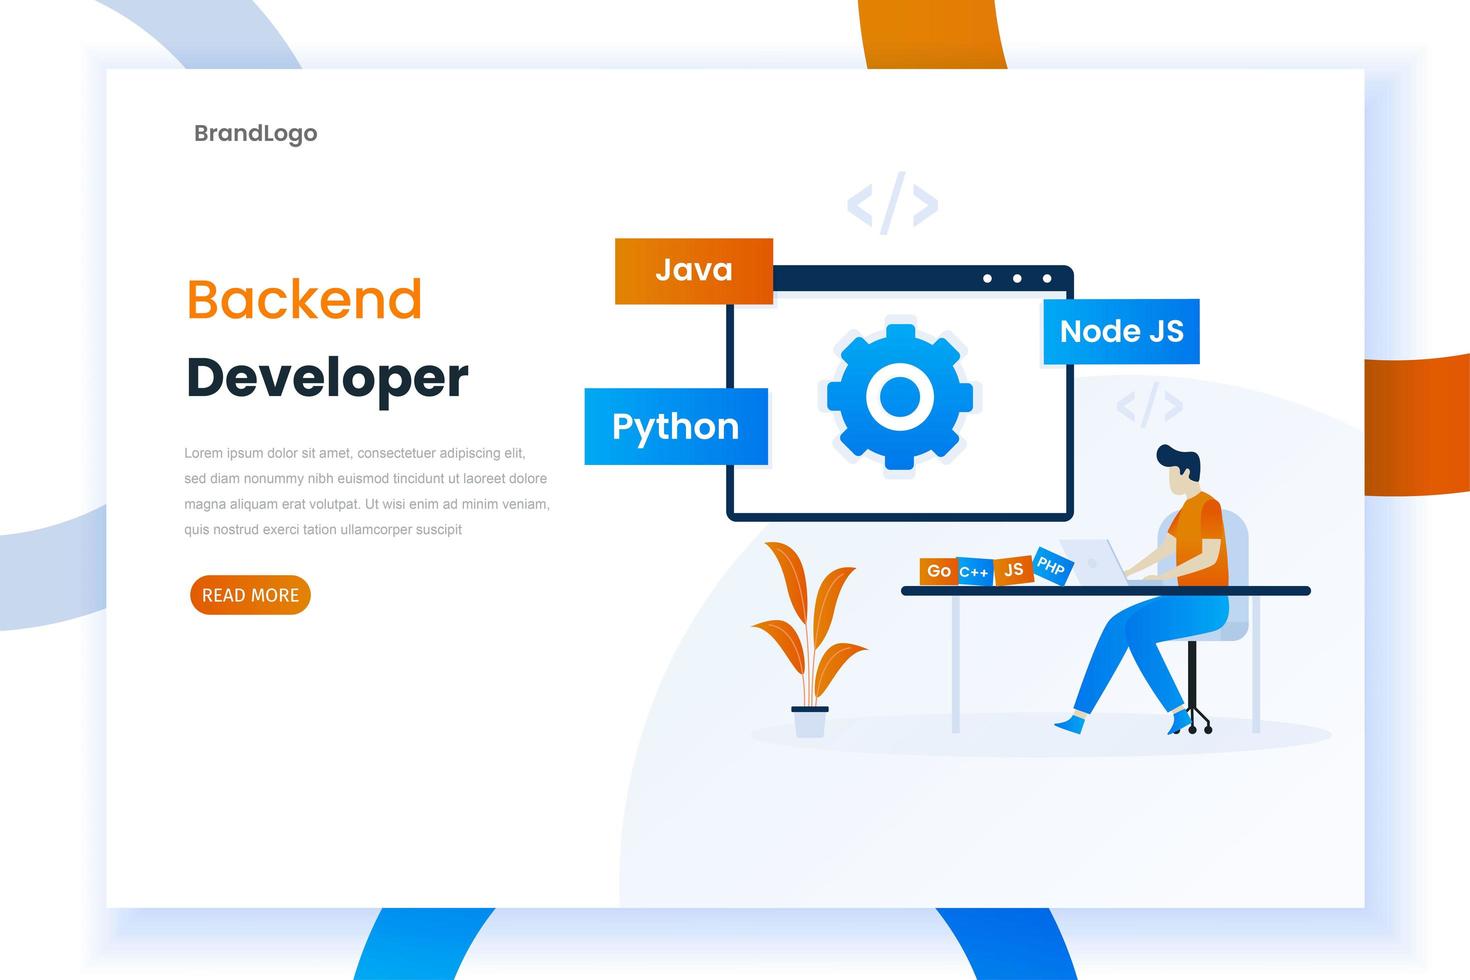 BrandLogo
</>
Java
Backend
Node JS
Developer
</>
Python
Lorem ipsum dolor sit amet, consectetuer adipiscing elit,
sed diam nonummy nibh euismod tincidunt ut laoreet dolore
magna aliquam erat volutpat. Ut wisi enim ad minim veniam,
quis nostrud exerci tation ullamcorper suscipit
READ MORE
Go
C++
JS
PHP